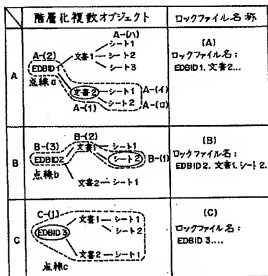 階層化複数オブジェクト
ロックファイル名称
A
A-(ハ)
A-(2)
EDBID1
点線a
文書1
シート1
シート2
シート3
文書2
シート1
シート2
A-(1)
A-(イ)
A-(ロ)
(A)
ロックファイル名:
EDBID1. 文書2...
B
B-(3)
B-(2)
EDBID2
点線b
文書1
シート1
シート2
B-(1)
文書2
シート1
(B)
ロックファイル名:
EDBID2. 文書1. シート2.
C
C-(1)
EDBID3
文書1
シート1
シート2
文書2
シート1
点線c
(C)
ロックファイル名:
EDBID3....